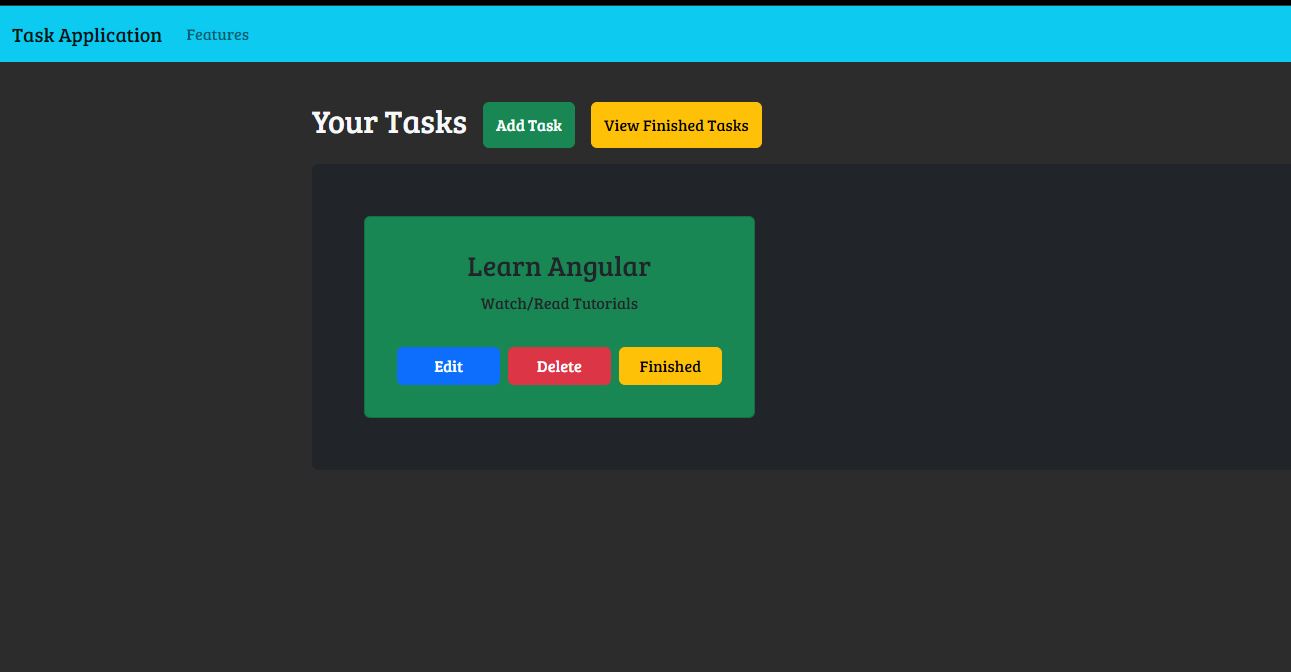 Task Application Features
Your Tasks Add Task View Finished Tasks
Learn Angular
Watch/Read Tutorials
Edit Delete Finished